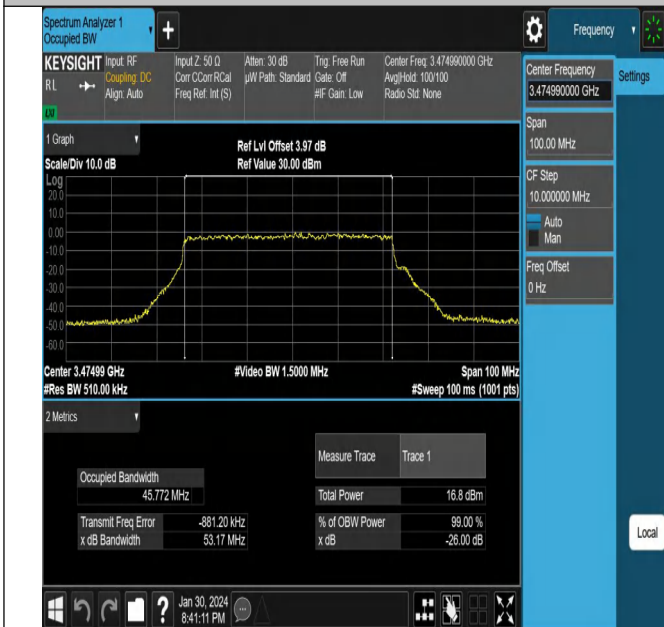 Spectrum Analyzer 1
Occupied BW
+
Frequency
KEYSIGHT
RL
Input: RF
Coupling: DC
Align: Auto
Input Z: 50 Ω
Corr CCorr RCal
Freq Ref: Int (S)
Atten: 30 dB
µW Path: Standard
Trig: Free Run
Gate: Off
#IF Gain: Low
Center Freq: 3.474990000 GHz
Avg|Hold: 100/100
Radio Std: None
LXI
Center Frequency
3.474990000 GHz
Settings
Span
100.00 MHz
CF Step
10.000000 MHz
Auto
Man
Freq Offset
0 Hz
Local
1 Graph
Scale/Div 10.0 dB
Ref Lvl Offset 3.97 dB
Ref Value 30.00 dBm
Log
20.0
10.0
0.00
-10.0
-20.0
-30.0
-40.0
-50.0
-60.0
Center 3.47499 GHz
#Res BW 510.00 kHz
#Video BW 1.5000 MHz
Span 100 MHz
#Sweep 100 ms (1001 pts)
2 Metrics
Measure Trace Trace 1
Occupied Bandwidth
45.772 MHz
Total Power 16.8 dBm
Transmit Freq Error -881.20 kHz
% of OBW Power 99.00 %
x dB Bandwidth 53.17 MHz
x dB -26.00 dB
?
Jan 30, 2024
8:41:11 PM